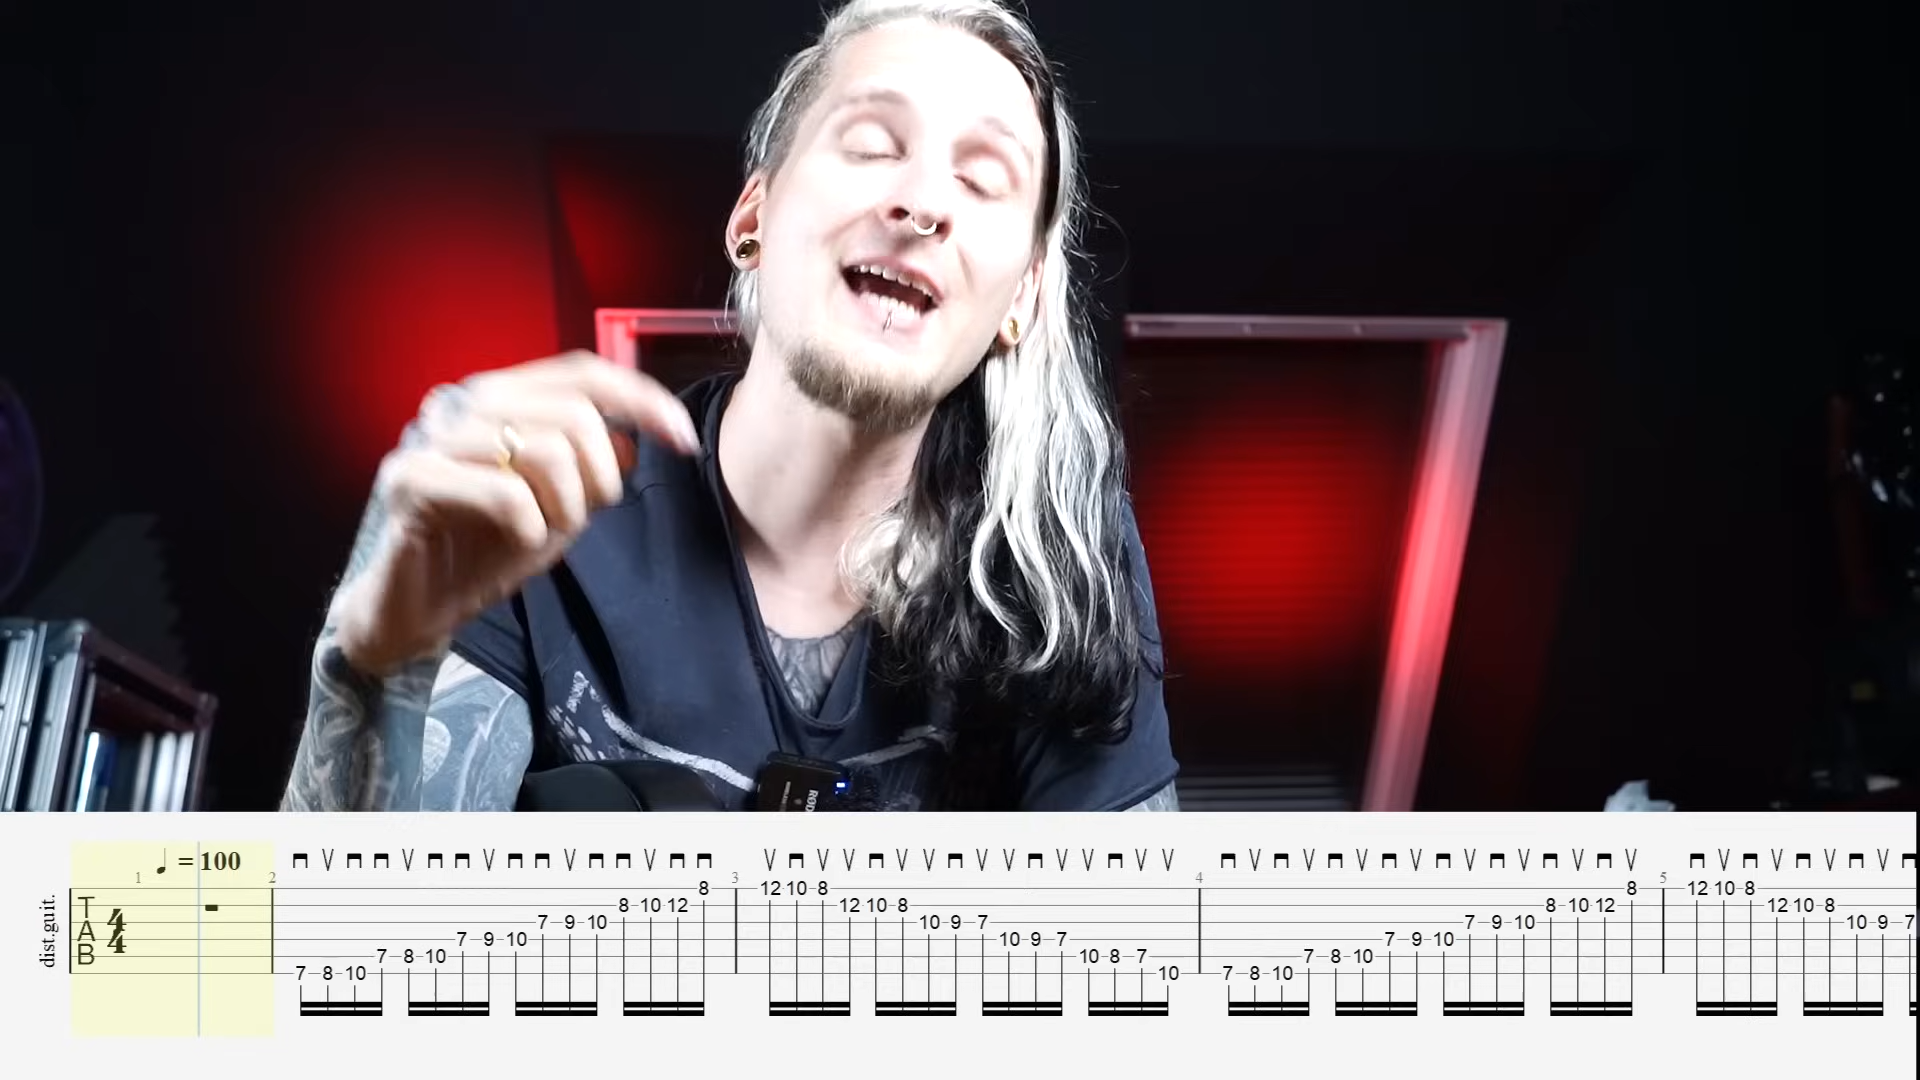 RØD
♩ = 100
1 2 3 4 5
dist.guit.
T
A
B
4
4
8 12 10 8 8 12 10 8
8 10 12 12 10 8 8 10 12 12 10 8
7 9 10 10 9 7 7 9 10 10 9 7
7 9 10 10 9 7 7 9 10
7 8 10 10 8 7 7 8 10
7 8 10 10 7 8 10